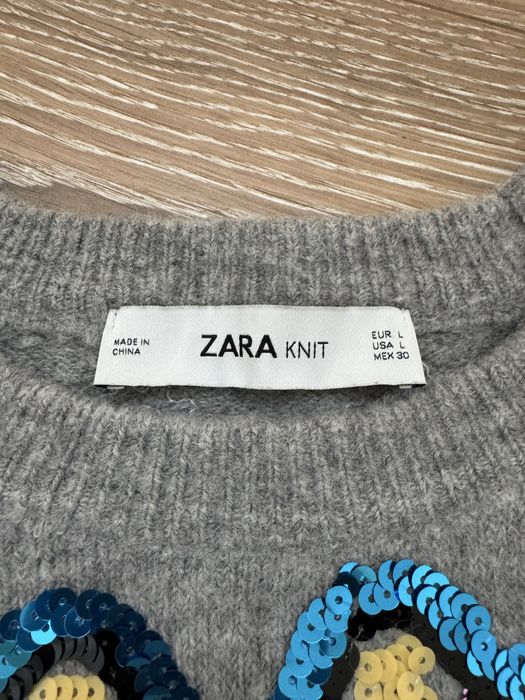 MADE IN
CHINA
ZARA KNIT
EUR L
USA L
MEX 30